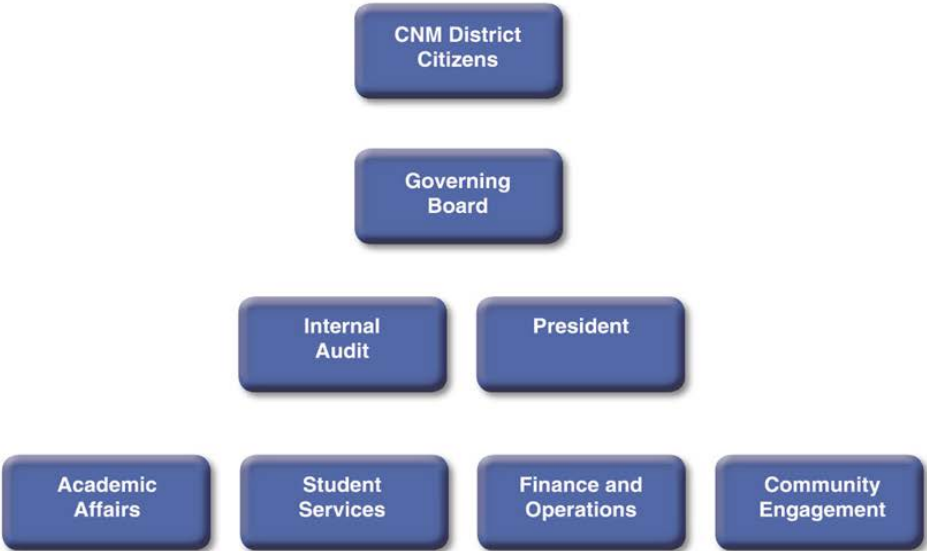 CNM District
Citizens
Governing
Board
Internal
Audit
President
Academic
Affairs
Student
Services
Finance and
Operations
Community
Engagement